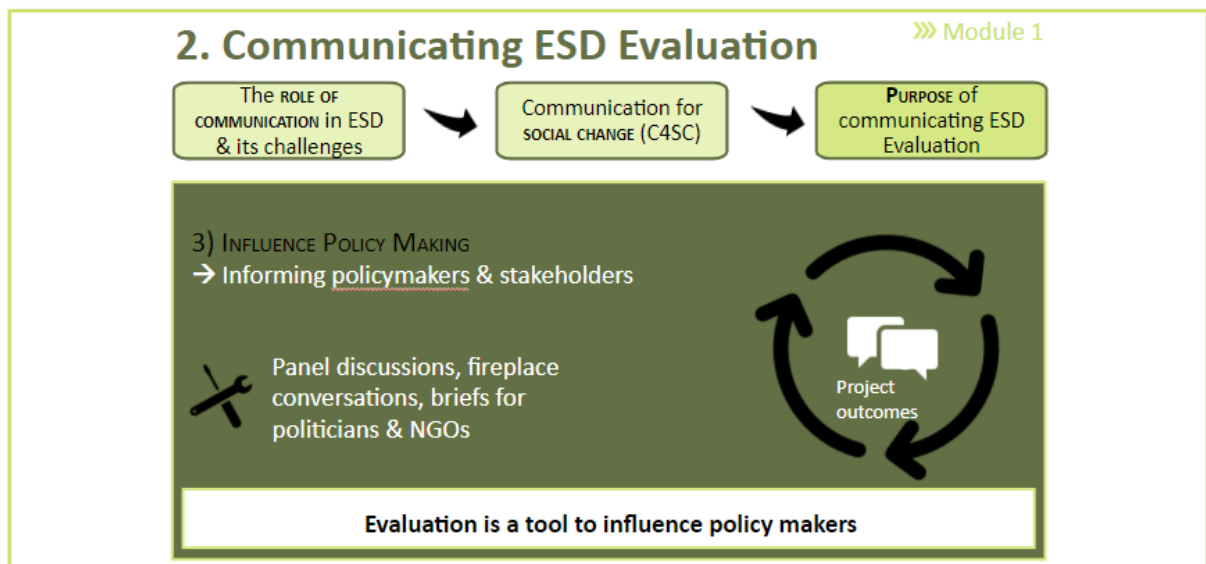 2. Communicating ESD Evaluation
»» Module 1
The ROLE OF
COMMUNICATION in ESD
& its challenges
Communication for
SOCIAL CHANGE (C4SC)
PURPOSE of
communicating ESD
Evaluation
3) INFLUENCE POLICY MAKING
→ Informing policymakers & stakeholders
Panel discussions, fireplace
conversations, briefs for
politicians & NGOs
Project
outcomes
Evaluation is a tool to influence policy makers